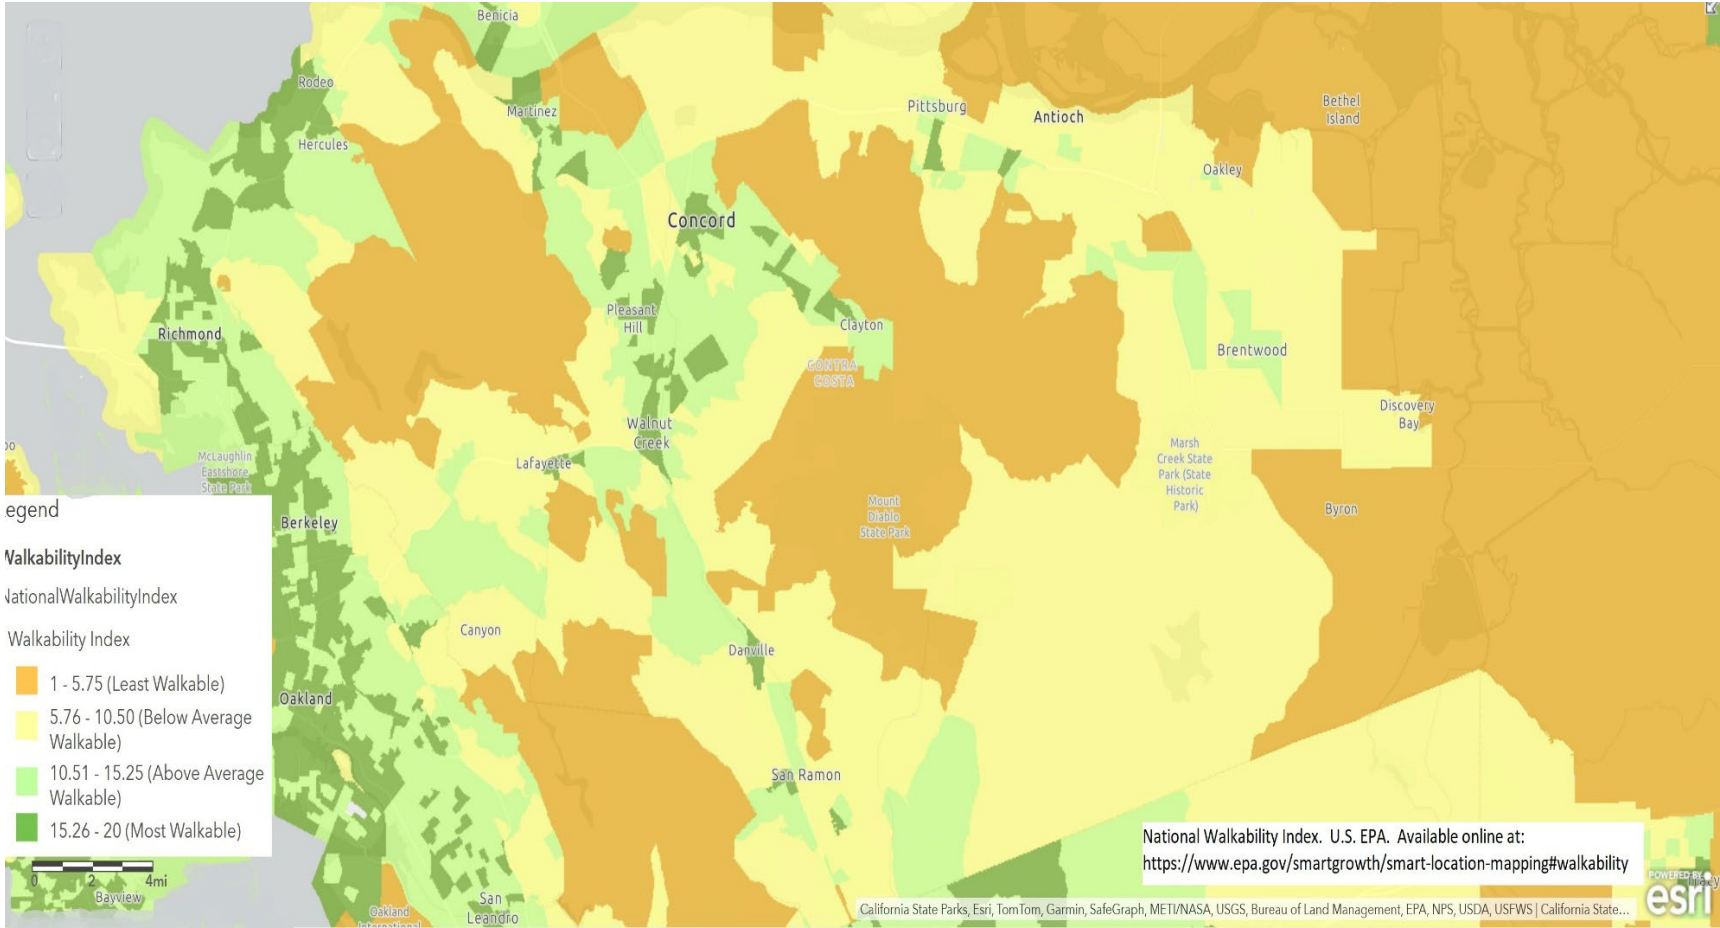 Benicia
Rodeo
Martinez
Hercules
Pittsburg
Antioch
Bethel
Island
Oakley
Concord
Richmond
Pleasant
Hill
Clayton
CONTRA
COSTA
Brentwood
Discovery
Bay
Walnut
Creek
Lafayette
McLaughlin
Eastshore
State Park
Marsh
Creek State
Park (State
Historic
Park)
Mount
Diablo
State Park
Byron
Berkeley
Canyon
Danville
Oakland
San Ramon
San
Leandro
Oakland
International
Bayview
egend
WalkabilityIndex
NationalWalkabilityIndex
Walkability Index
1 - 5.75 (Least Walkable)
5.76 - 10.50 (Below Average
Walkable)
10.51 - 15.25 (Above Average
Walkable)
15.26 - 20 (Most Walkable)
0 2 4mi
National Walkability Index. U.S. EPA. Available online at:
https://www.epa.gov/smartgrowth/smart-location-mapping#walkability
California State Parks, Esri, TomTom, Garmin, SafeGraph, METI/NASA, USGS, Bureau of Land Management, EPA, NPS, USDA, USFWS | California State...
POWERED BY
esri